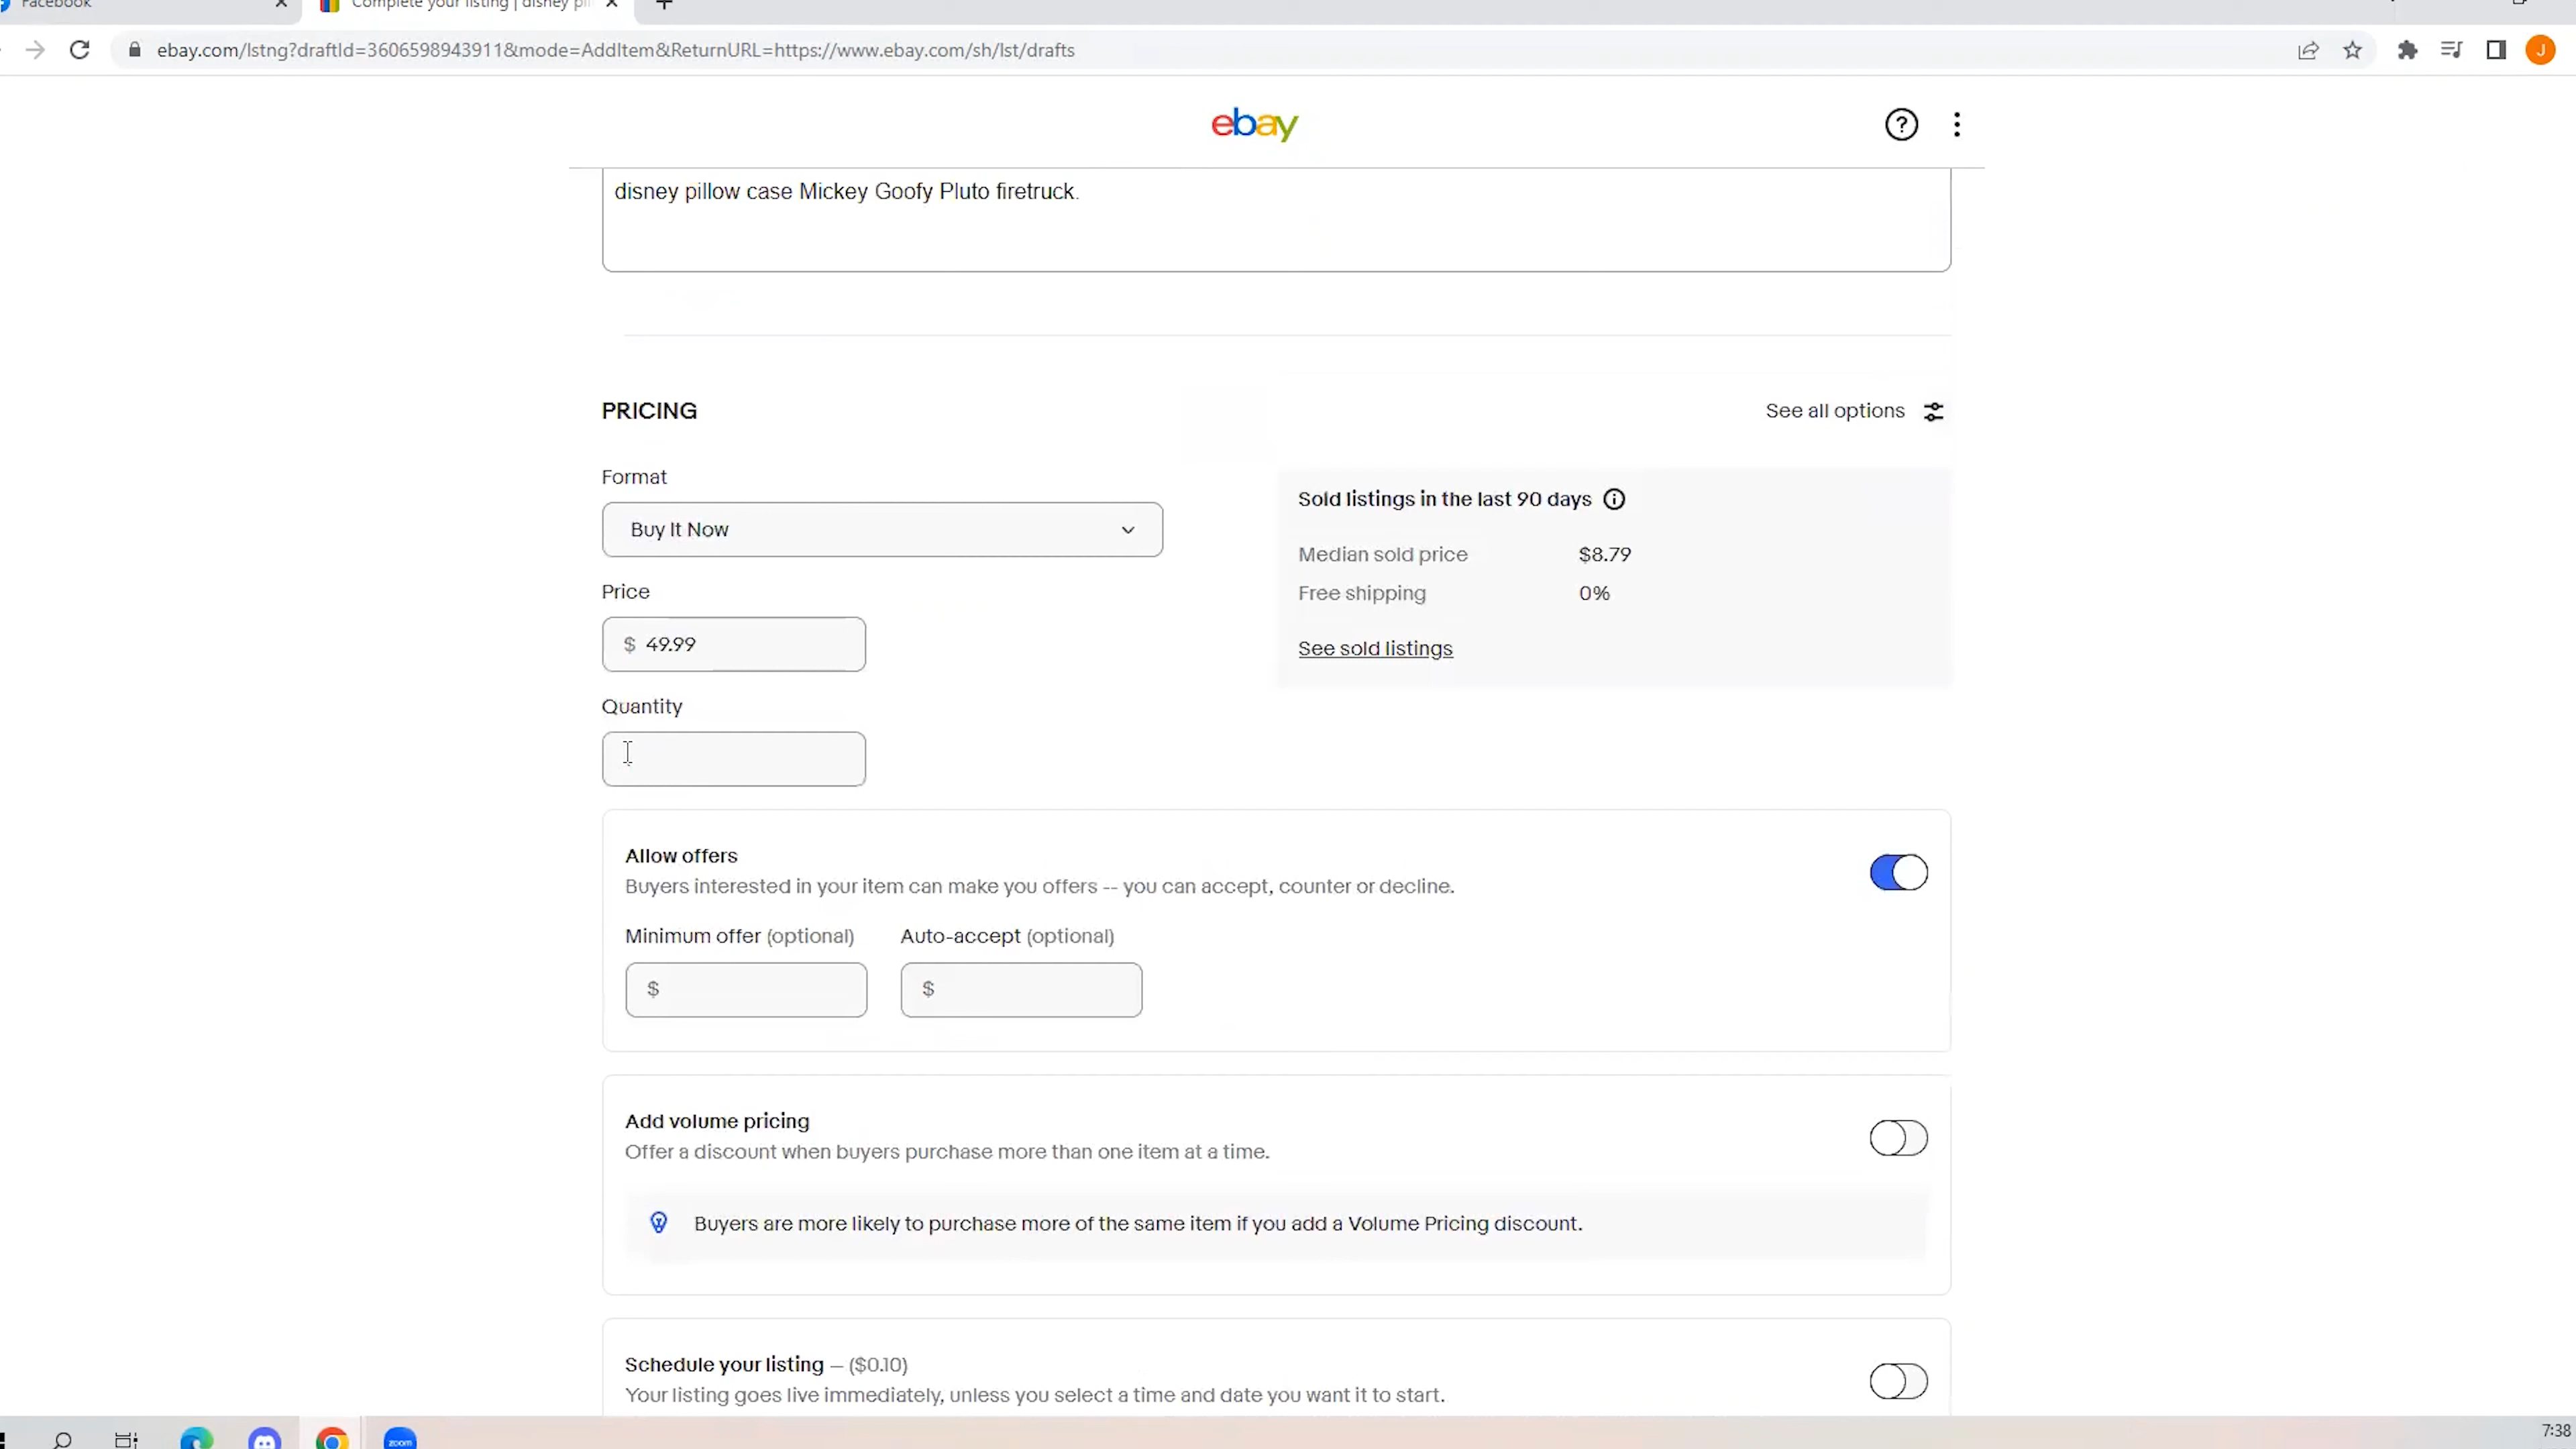 Facebook
Complete your listing | disney pil
ebay.com/lstng?draftId=3606598943911&mode=AddItem&ReturnURL=https://www.ebay.com/sh/lst/drafts
J
ebay
disney pillow case Mickey Goofy Pluto firetruck.
PRICING
See all options
Format
Buy It Now
Sold listings in the last 90 days
Median sold price $8.79
Free shipping 0%
See sold listings
Price
$ 49.99
Quantity
Allow offers
Buyers interested in your item can make you offers -- you can accept, counter or decline.
Minimum offer (optional) Auto-accept (optional)
$ $
Add volume pricing
Offer a discount when buyers purchase more than one item at a time.
Buyers are more likely to purchase more of the same item if you add a Volume Pricing discount.
Schedule your listing – ($0.10)
Your listing goes live immediately, unless you select a time and date you want it to start.
zoom
7:38